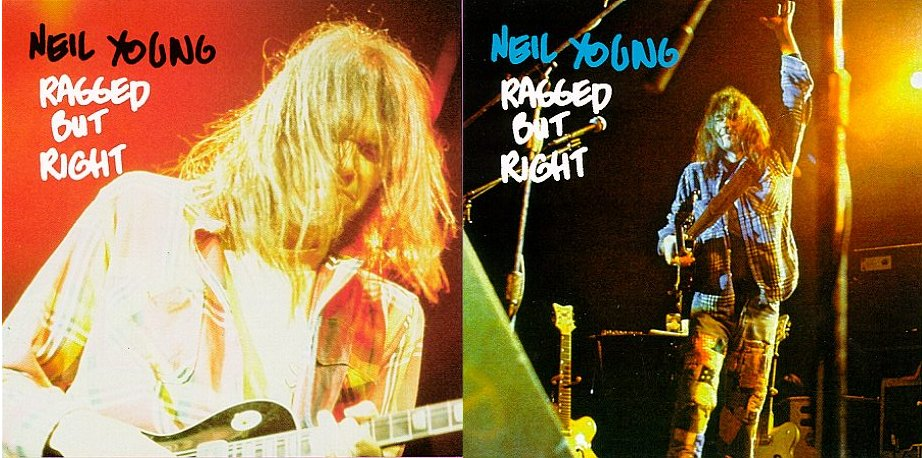 NEIL YOUNG
RAGGED
BUT
RIGHT
NEIL YOUNG
RAGGED
BUT
RIGHT